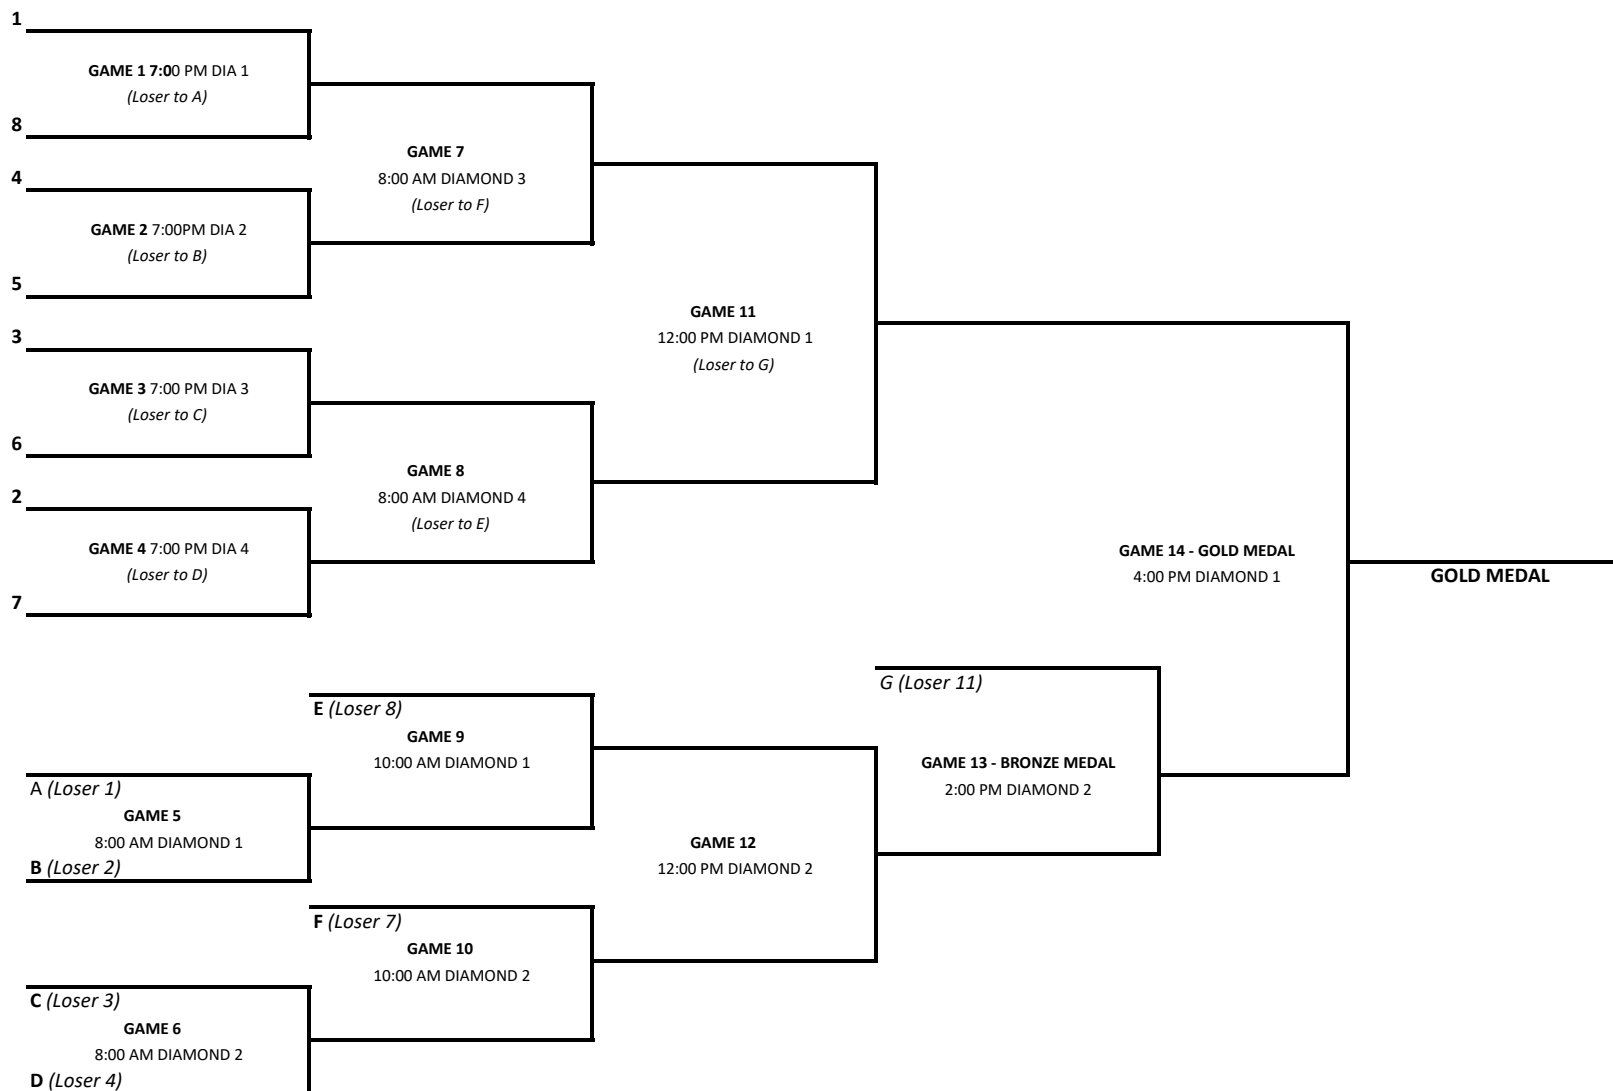 1
GAME 1 7:00 PM DIA 1
(Loser to A)
8
GAME 7
8:00 AM DIAMOND 3
(Loser to F)
4
GAME 2 7:00PM DIA 2
(Loser to B)
5
GAME 11
12:00 PM DIAMOND 1
(Loser to G)
3
GAME 3 7:00 PM DIA 3
(Loser to C)
6
GAME 8
8:00 AM DIAMOND 4
(Loser to E)
2
GAME 4 7:00 PM DIA 4
(Loser to D)
7
GAME 14 - GOLD MEDAL
4:00 PM DIAMOND 1
GOLD MEDAL
G (Loser 11)
E (Loser 8)
GAME 9
10:00 AM DIAMOND 1
GAME 13 - BRONZE MEDAL
2:00 PM DIAMOND 2
A (Loser 1)
GAME 5
8:00 AM DIAMOND 1
B (Loser 2)
GAME 12
12:00 PM DIAMOND 2
F (Loser 7)
GAME 10
10:00 AM DIAMOND 2
C (Loser 3)
GAME 6
8:00 AM DIAMOND 2
D (Loser 4)